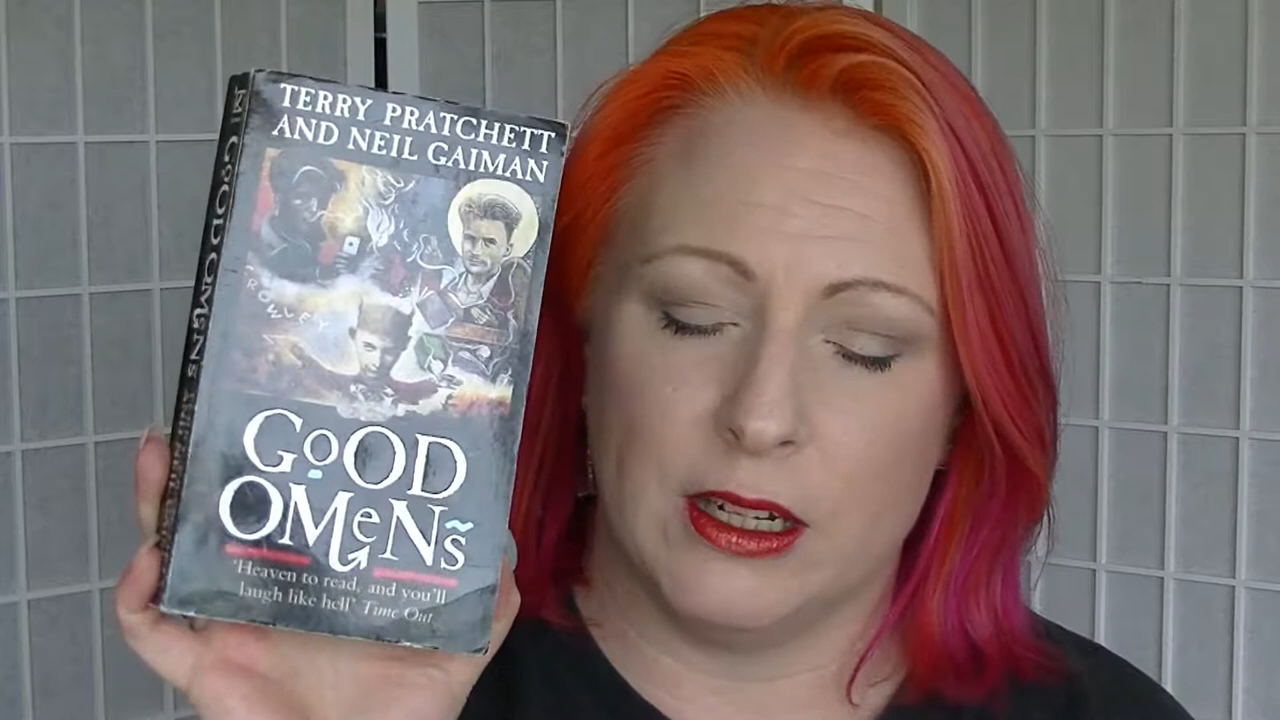 TERRY PRATCHETT
AND NEIL GAIMAN
CROWLEY
GOOD
OMENS
'Heaven to read, and you'll
laugh like hell' Time Out
GOOD OMENS